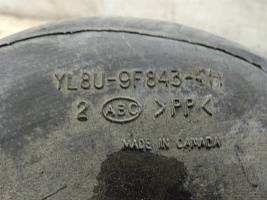 YL8U-9F843-
2 ABC >PP<
MADE IN CANADA